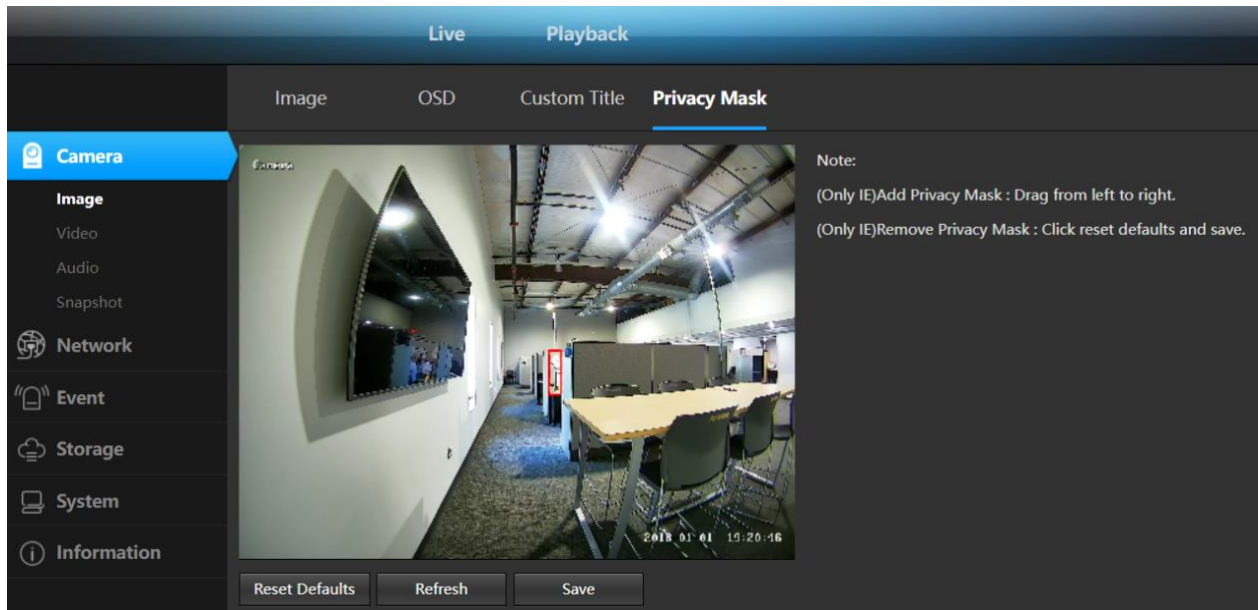 Live Playback
Image OSD Custom Title Privacy Mask
Camera
Image
Video
Audio
Snapshot
Network
Event
Storage
System
Information
Camera
Note:
(Only IE)Add Privacy Mask : Drag from left to right.
(Only IE)Remove Privacy Mask : Click reset defaults and save.
2018 01 01 19:20:46
Reset Defaults Refresh Save